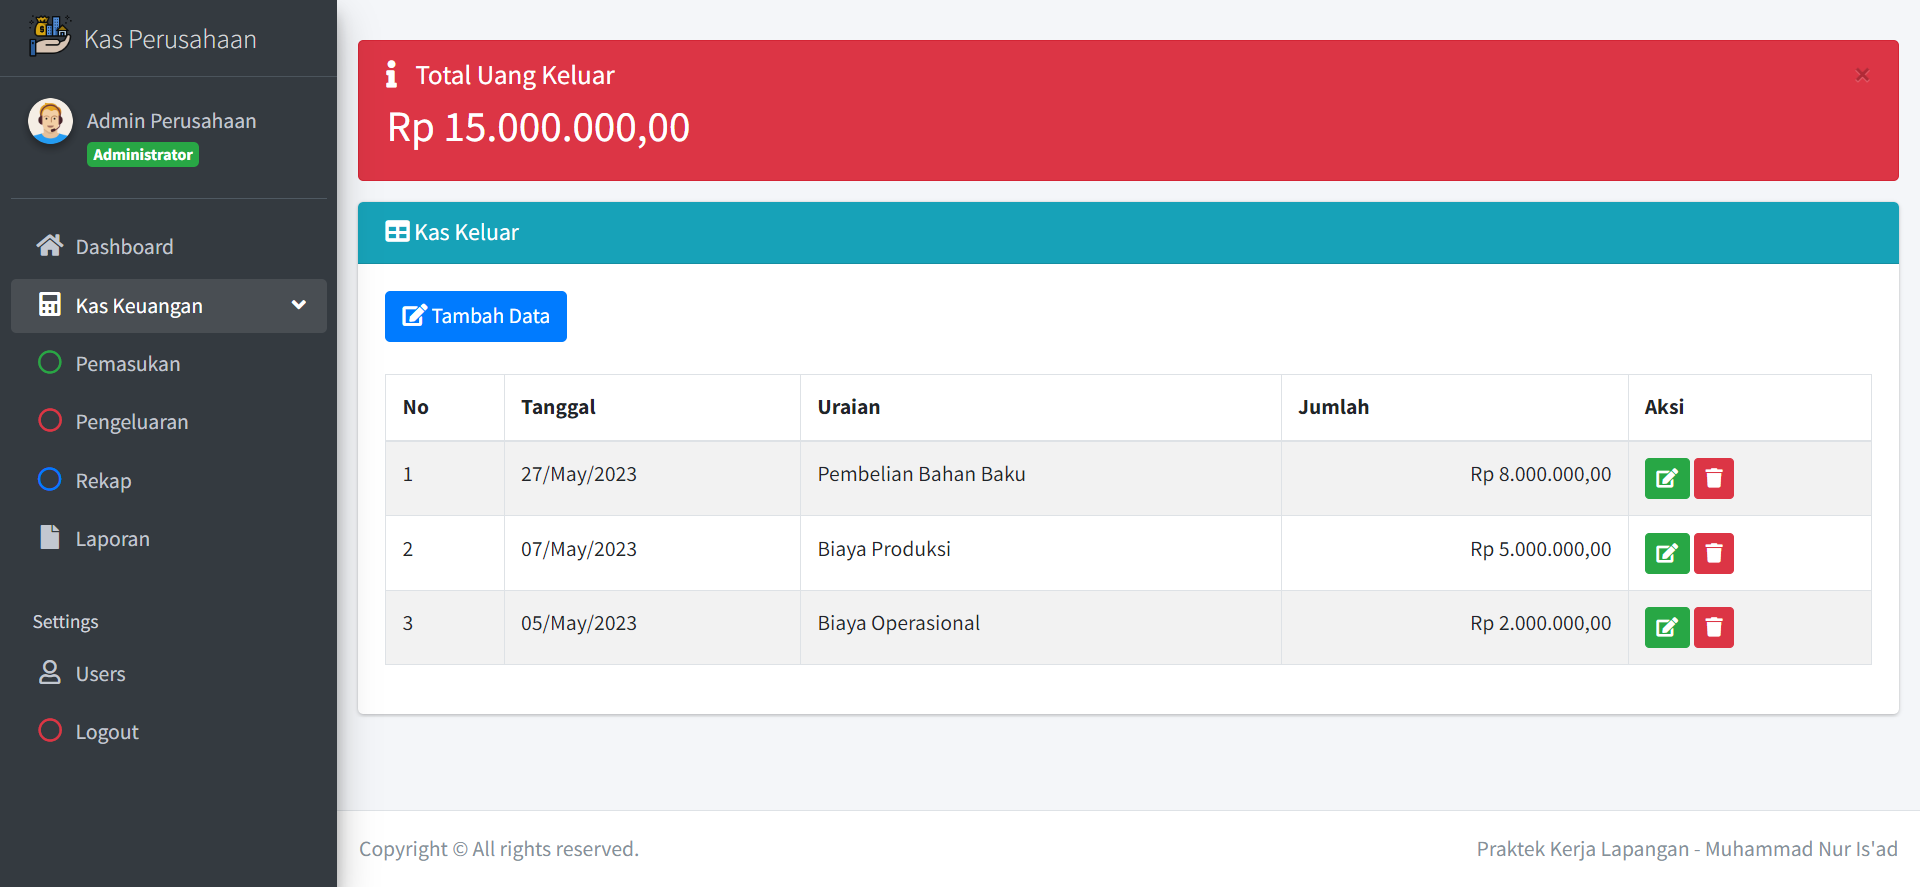 Kas Perusahaan
Admin Perusahaan
Administrator
Dashboard
Kas Keuangan
Pemasukan
Pengeluaran
Rekap
Laporan
Settings
Users
Logout
Total Uang Keluar
×
Rp 15.000.000,00
Kas Keluar
Tambah Data
No Tanggal Uraian Jumlah Aksi
1 27/May/2023 Pembelian Bahan Baku Rp 8.000.000,00
2 07/May/2023 Biaya Produksi Rp 5.000.000,00
3 05/May/2023 Biaya Operasional Rp 2.000.000,00
Copyright © All rights reserved.
Praktek Kerja Lapangan - Muhammad Nur Is'ad